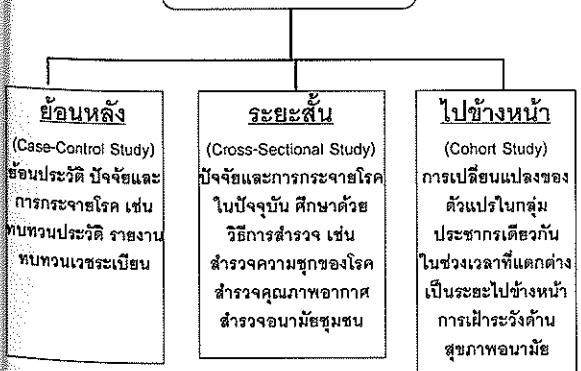 ย้อนหลัง
(Case-Control Study)
ย้อนประวัติ ปัจจัยและ
การกระจายโรค เช่น
ทบทวนประวัติ รายงาน
ทบทวนเวชระเบียน
ระยะสั้น
(Cross-Sectional Study)
ปัจจัยและการกระจายโรค
ในปัจจุบัน ศึกษาด้วย
วิธีการสำรวจ เช่น
สำรวจความชุกของโรค
สำรวจคุณภาพอากาศ
สำรวจอนามัยชุมชน
ไปข้างหน้า
(Cohort Study)
การเปลี่ยนแปลงของ
ตัวแปรในกลุ่ม
ประชากรเดียวกัน
ในช่วงเวลาที่แตกต่าง
เป็นระยะไปข้างหน้า
การเฝ้าระวังด้าน
สุขภาพอนามัย